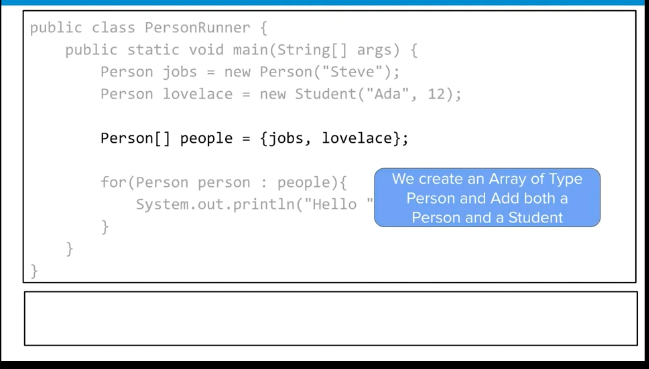 public class PersonRunner {
public static void main(String[] args) {
Person jobs = new Person("Steve");
Person lovelace = new Student("Ada", 12);
Person[] people = {jobs, lovelace};
for(Person person : people){
System.out.println("Hello "
We create an Array of Type
Person and Add both a
Person and a Student
}
}
}